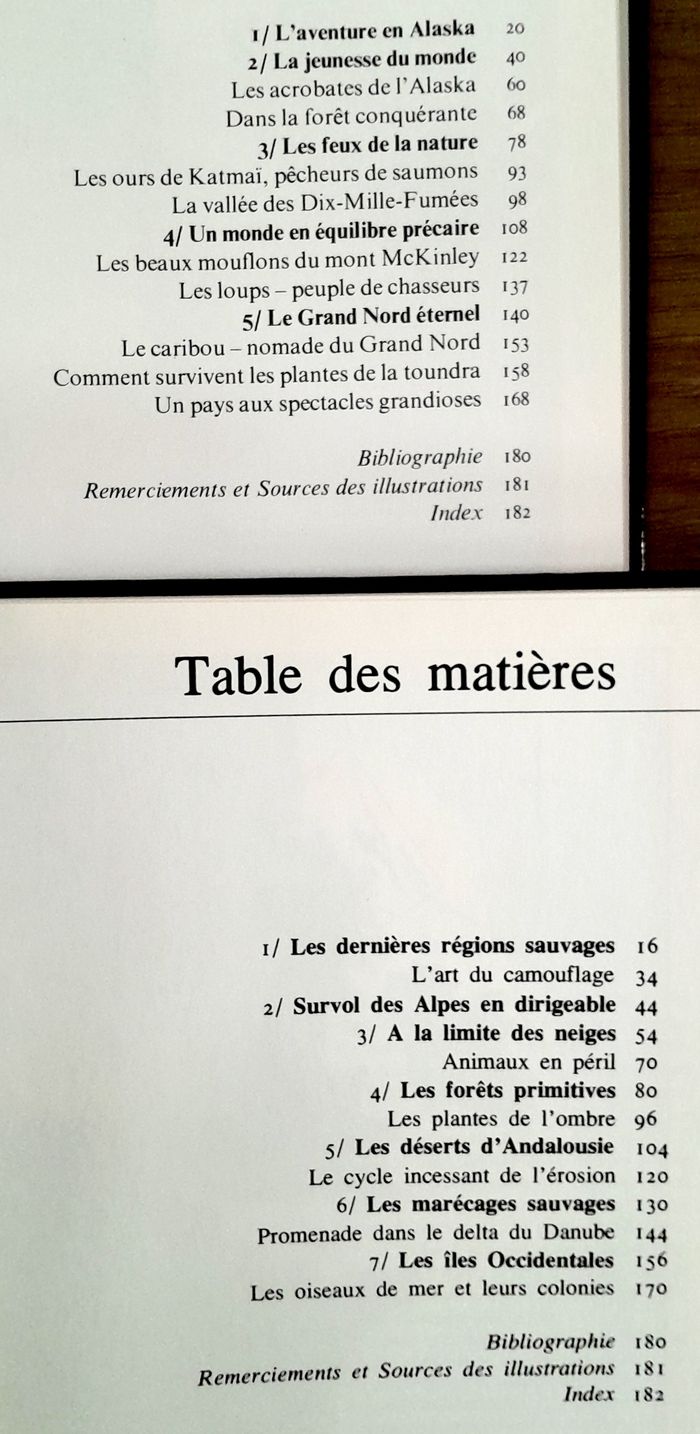 1/ L'aventure en Alaska 20
2/ La jeunesse du monde 40
Les acrobates de l'Alaska 60
Dans la forêt conquérante 68
3/ Les feux de la nature 78
Les ours de Katmaï, pêcheurs de saumons 93
La vallée des Dix-Mille-Fumées 98
4/ Un monde en équilibre précaire 108
Les beaux mouflons du mont McKinley 122
Les loups – peuple de chasseurs 137
5/ Le Grand Nord éternel 140
Le caribou – nomade du Grand Nord 153
Comment survivent les plantes de la toundra 158
Un pays aux spectacles grandioses 168
Bibliographie 180
Remerciements et Sources des illustrations 181
Index 182
Table des matières
1/ Les dernières régions sauvages 16
L'art du camouflage 34
2/ Survol des Alpes en dirigeable 44
3/ A la limite des neiges 54
Animaux en péril 70
4/ Les forêts primitives 80
Les plantes de l'ombre 96
5/ Les déserts d'Andalousie 104
Le cycle incessant de l'érosion 120
6/ Les marécages sauvages 130
Promenade dans le delta du Danube 144
7/ Les îles Occidentales 156
Les oiseaux de mer et leurs colonies 170
Bibliographie 180
Remerciements et Sources des illustrations 181
Index 182